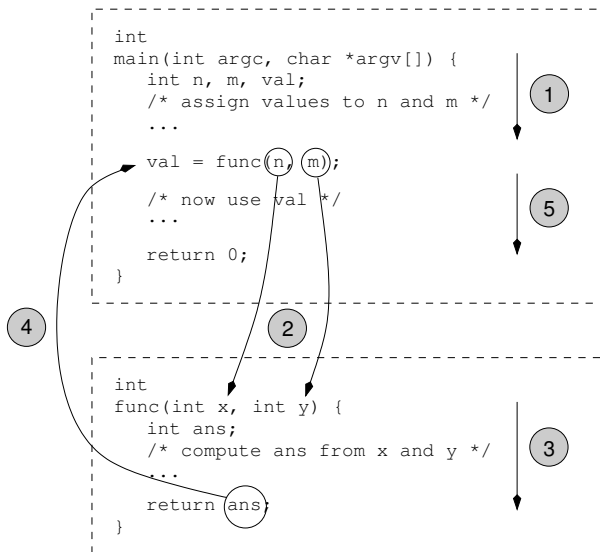 int
main(int argc, char *argv[]) {
int n, m, val;
/* assign values to n and m */
...
1
val = func(n, m);
/* now use val */
...
5
return 0;
}
4
2
int
func(int x, int y) {
int ans;
/* compute ans from x and y */
...
3
return ans;
}